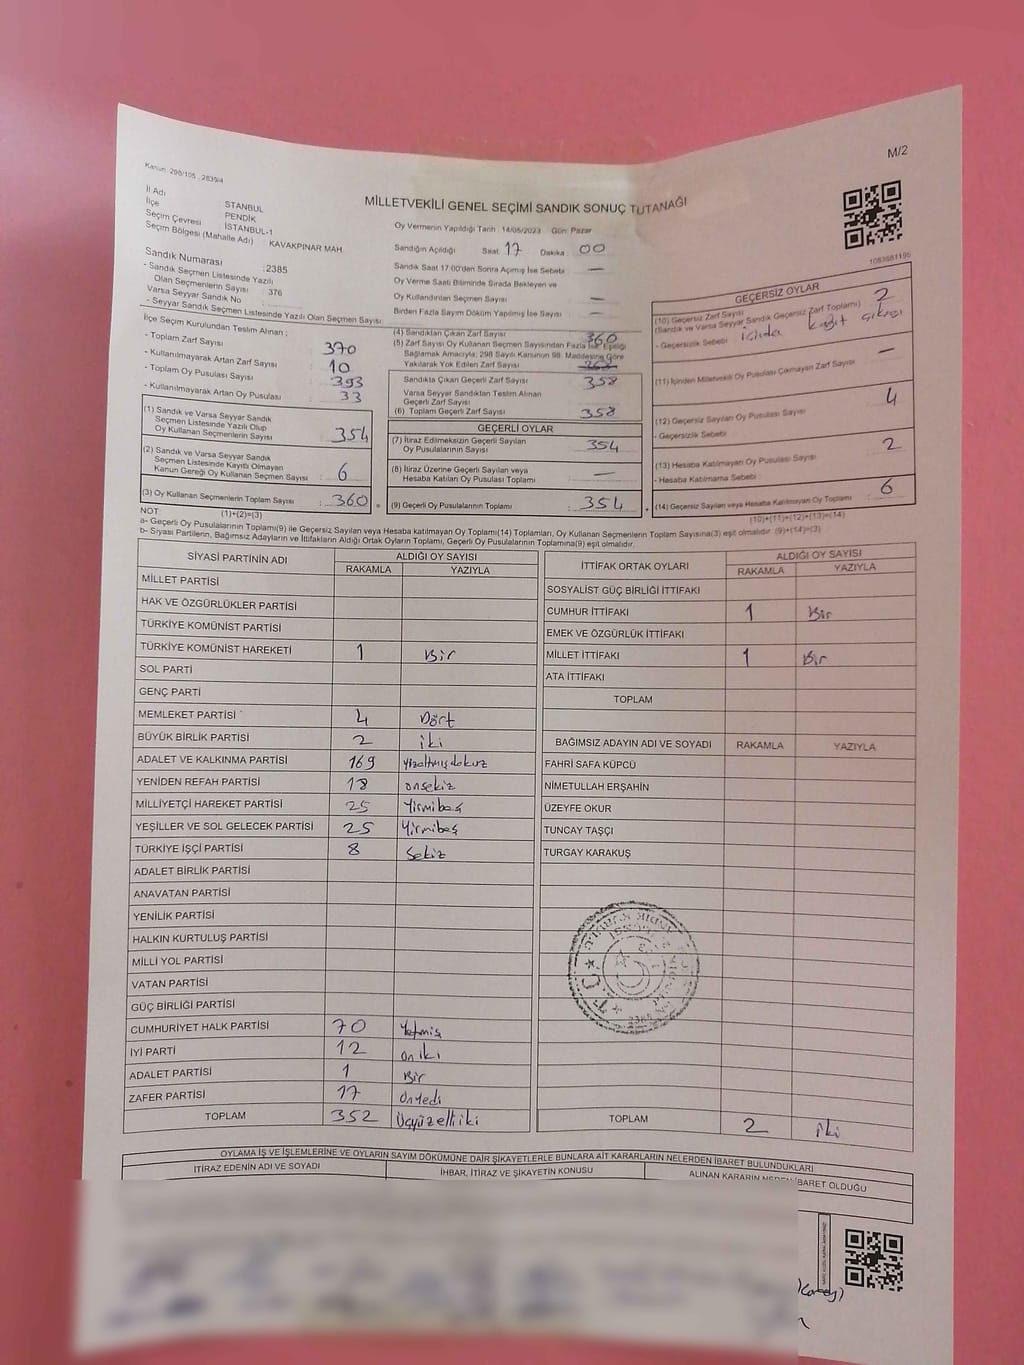 M/2
Kanun :298/105 - 2839/4
MİLLETVEKİLİ GENEL SEÇİMİ SANDIK SONUÇ TUTANAĞI
İl Adı : İSTANBUL
İlçe : PENDİK
Seçim Çevresi : İSTANBUL-1
Seçim Bölgesi (Mahalle Adı) : KAVAKPINAR MAH
Sandık Numarası :2385
- Sandık Seçmen Listesinde Yazılı
Olan Seçmenlerin Sayısı : 376
Varsa Seyyar Sandık No
- Seyyar Sandık Seçmen Listesinde Yazılı Olan Seçmen Sayısı
Oy Vermenin Yapıldığı Tarih : 14/05/2023 Gün: Pazar
Sandığın Açıldığı Saat: 17 Dakika: 00
Sandık Saat 17:00'den Sonra Açılmış İse Sebebi —
Oy Verme Saati Bitiminde Sırada Bekleyen ve
Oy Kullandırılan Seçmen Sayısı —
Birden Fazla Sayım Döküm Yapılmış İse Sayısı —
1083681195
İlçe Seçim Kurulundan Teslim Alınan ;
- Toplam Zarf Sayısı 370
- Kullanılmayarak Artan Zarf Sayısı 10
- Toplam Oy Pusulası Sayısı 393
- Kullanılmayarak Artan Oy Pusulası 33
(1) Sandık ve Varsa Seyyar Sandık
Seçmen Listesinde Yazılı Olup
Oy Kullanan Seçmenlerin Sayısı : 354
(2) Sandık ve Varsa Seyyar Sandık
Seçmen Listesinde Kayıtlı Olmayan
Kanun Gereği Oy Kullanan Seçmen Sayısı : 6
(3) Oy Kullanan Seçmenlerin Toplam Sayısı : 360
(1)+(2)=(3)
(4) Sandıktan Çıkan Zarf Sayısı 360
(5) Zarf Sayısı Oy Kullanan Seçmen Sayısından Fazla İse, Eşitliği
Sağlamak Amacıyla; 298 Sayılı Kanunun 98. Maddesine Göre
Yakılarak Yok Edilen Zarf Sayısı
Sandıkta Çıkan Geçerli Zarf Sayısı : 358
Varsa Seyyar Sandıktan Teslim Alınan
Geçerli Zarf Sayısı
(6) Toplam Geçerli Zarf Sayısı : 358
GEÇERLİ OYLAR
(7) İtiraz Edilmeksizin Geçerli Sayılan
Oy Pusulalarının Sayısı : 354
(8) İtiraz Üzerine Geçerli Sayılan veya
Hesaba Katılan Oy Pusulası Toplamı : —
(9) Geçerli Oy Pusulalarının Toplamı : 354
GEÇERSİZ OYLAR
(10) Geçersiz Zarf Sayısı 2
(Sandık ve Varsa Seyyar Sandık Geçersiz Zarf Toplamı)
- Geçersizlik Sebebi içinde kağıt çıkışı
(11) İçinden Milletvekili Oy Pusulası Çıkmayan Zarf Sayısı —
(12) Geçersiz Sayılan Oy Pusulası Sayısı 4
- Geçersizlik Sebebi
(13) Hesaba Katılmayan Oy Pusulası Sayısı 2
- Hesaba Katılmama Sebebi
(14) Geçersiz Sayılan veya Hesaba Katılmayan Oy Toplamı : 6
(10)+(11)+(12)+(13)=(14)
NOT
a- Geçerli Oy Pusulalarının Toplamı(9) ile Geçersiz Sayılan veya Hesaba katılmayan Oy Toplamı(14) Toplamları, Oy Kullanan Seçmenlerin Toplam Sayısına(3) eşit olmalıdır. (9)+(14)=(3)
b- Siyasi Partilerin, Bağımsız Adayların ve İttifakların Aldığı Ortak Oyların Toplamı, Geçerli Oy Pusulalarının Toplamına(9) eşit olmalıdır.
SİYASİ PARTİNİN ADI ALDIĞI OY SAYISI
RAKAMLA YAZIYLA
MİLLET PARTİSİ
HAK VE ÖZGÜRLÜKLER PARTİSİ
TÜRKİYE KOMÜNİST PARTİSİ
TÜRKİYE KOMÜNİST HAREKETİ 1 Bir
SOL PARTİ
GENÇ PARTİ
MEMLEKET PARTİSİ 4 Dört
BÜYÜK BİRLİK PARTİSİ 2 iki
ADALET VE KALKINMA PARTİSİ 169 yüzaltmışdokuz
YENİDEN REFAH PARTİSİ 18 onsekiz
MİLLİYETÇİ HAREKET PARTİSİ 25 Yirmibeş
YEŞİLLER VE SOL GELECEK PARTİSİ 25 Yirmibeş
TÜRKİYE İŞÇİ PARTİSİ 8 Sekiz
ADALET BİRLİK PARTİSİ
ANAVATAN PARTİSİ
YENİLİK PARTİSİ
HALKIN KURTULUŞ PARTİSİ
MİLLİ YOL PARTİSİ
VATAN PARTİSİ
GÜÇ BİRLİĞİ PARTİSİ
CUMHURİYET HALK PARTİSİ 70 Yetmiş
İYİ PARTİ 12 on iki
ADALET PARTİSİ 1 Bir
ZAFER PARTİSİ 17 Onyedi
TOPLAM 352 Üçyüzelliiki
İTTİFAK ORTAK OYLARI ALDIĞI OY SAYISI
RAKAMLA YAZIYLA
SOSYALİST GÜÇ BİRLİĞİ İTTİFAKI
CUMHUR İTTİFAKI 1 Bir
EMEK VE ÖZGÜRLÜK İTTİFAKI
MİLLET İTTİFAKI 1 Bir
ATA İTTİFAKI
TOPLAM
BAĞIMSIZ ADAYIN ADI VE SOYADI RAKAMLA YAZIYLA
FAHRİ SAFA KÜPCÜ
NİMETULLAH ERŞAHİN
ÜZEYFE OKUR
TUNCAY TAŞÇI
TURGAY KARAKUŞ
T.C.
TOPLAM 2 iki
OYLAMA İŞ VE İŞLEMLERİNE VE OYLARIN SAYIM DÖKÜMÜNE DAİR ŞİKAYETLERLE BUNLARA AİT KARARLARIN NELERDEN İBARET BULUNDUKLARI
İTİRAZ EDENİN ADI VE SOYADI İHBAR, İTİRAZ VE ŞİKAYETİN KONUSU ALINAN KARARIN NEDEN İBARET OLDUĞU